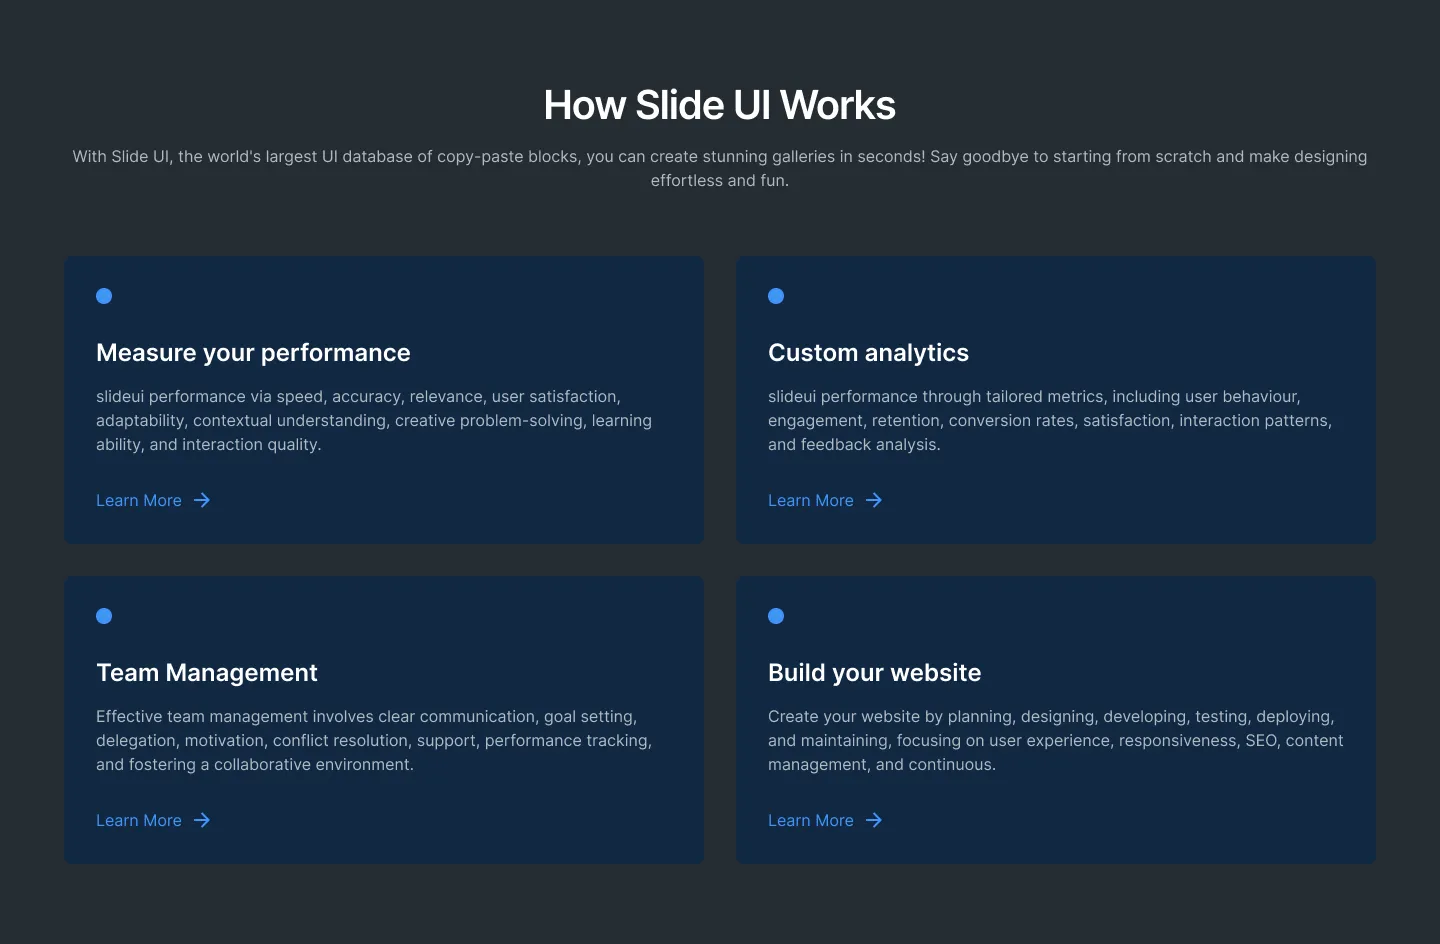 How Slide UI Works
With Slide UI, the world's largest UI database of copy-paste blocks, you can create stunning galleries in seconds! Say goodbye to starting from scratch and make designing
effortless and fun.
Measure your performance
slideui performance via speed, accuracy, relevance, user satisfaction,
adaptability, contextual understanding, creative problem-solving, learning
ability, and interaction quality.
Learn More
Custom analytics
slideui performance through tailored metrics, including user behaviour,
engagement, retention, conversion rates, satisfaction, interaction patterns,
and feedback analysis.
Learn More
Team Management
Effective team management involves clear communication, goal setting,
delegation, motivation, conflict resolution, support, performance tracking,
and fostering a collaborative environment.
Learn More
Build your website
Create your website by planning, designing, developing, testing, deploying,
and maintaining, focusing on user experience, responsiveness, SEO, content
management, and continuous.
Learn More